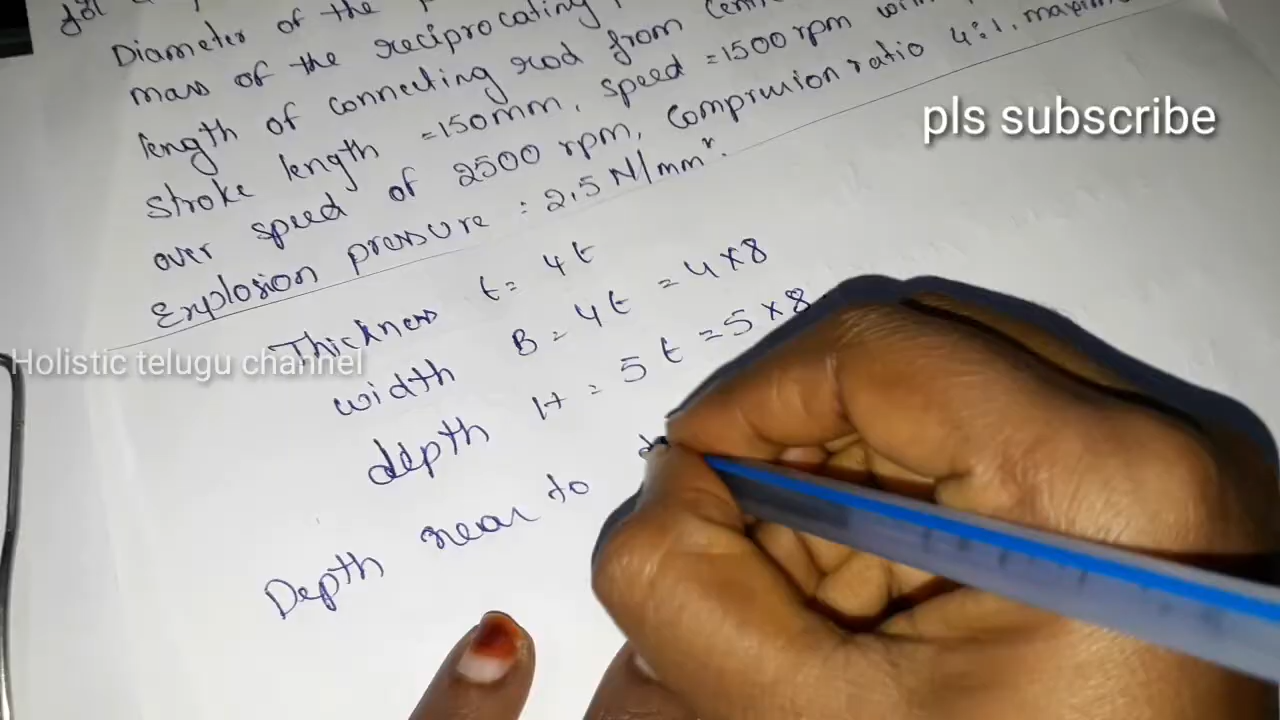 Diameter of the
mass of the reciprocating
length of connecting rod from
stroke length =150mm, speed =1500 rpm
over speed of 2500 rpm, Compression ratio 4:1. maxim
Explosion pressure : 2.5 N/mm².
Thickness t= 4t
width B= 4t = 4×8
depth H = 5t = 5×8
Depth near to
pls subscribe
Holistic telugu channel